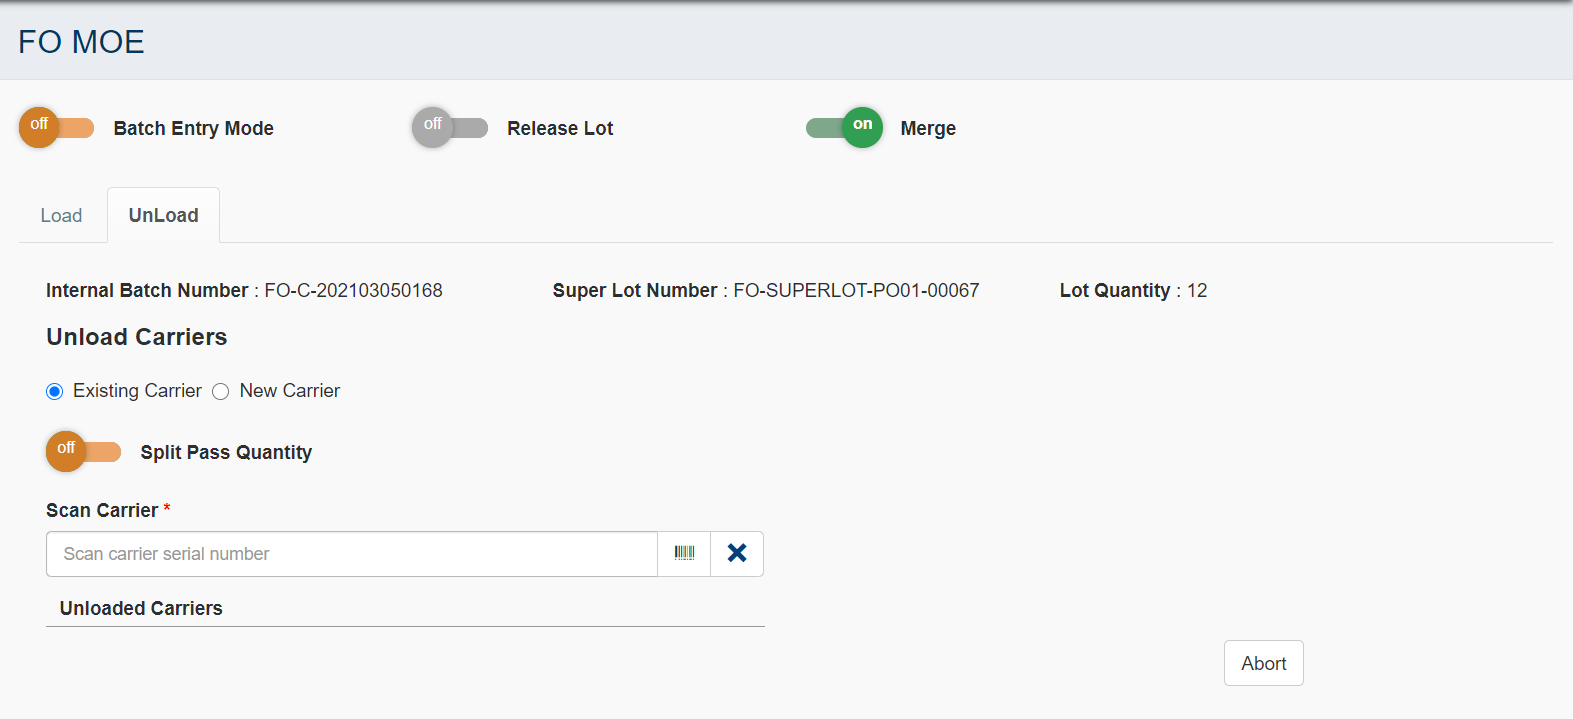 FO MOE
off Batch Entry Mode off Release Lot on Merge
Load UnLoad
Internal Batch Number : FO-C-202103050168 Super Lot Number : FO-SUPERLOT-PO01-00067 Lot Quantity : 12
Unload Carriers
Existing Carrier New Carrier
off Split Pass Quantity
Scan Carrier *
Scan carrier serial number
Unloaded Carriers
Abort